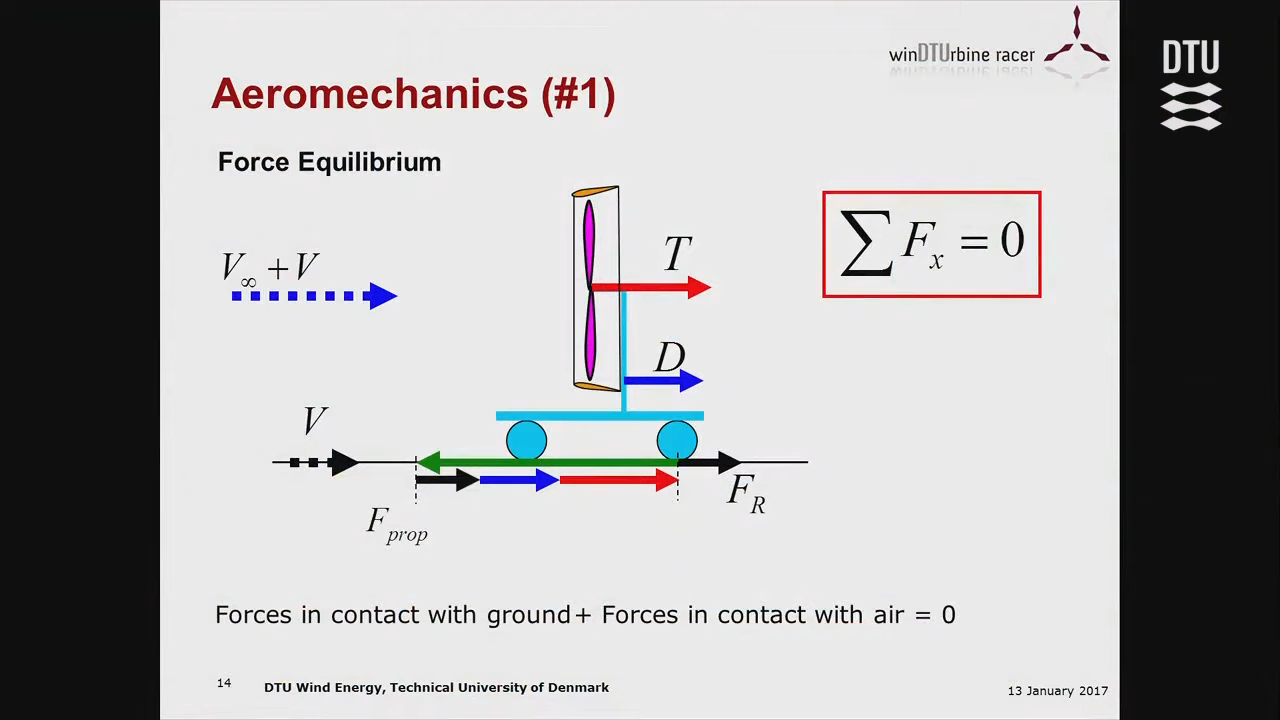 winDTUrbine racer
DTU
Aeromechanics (#1)
Force Equilibrium
∑ F_x = 0
T
V_∞ + V
D
V
F_R
F_prop
Forces in contact with ground + Forces in contact with air = 0
14
DTU Wind Energy, Technical University of Denmark
13 January 2017